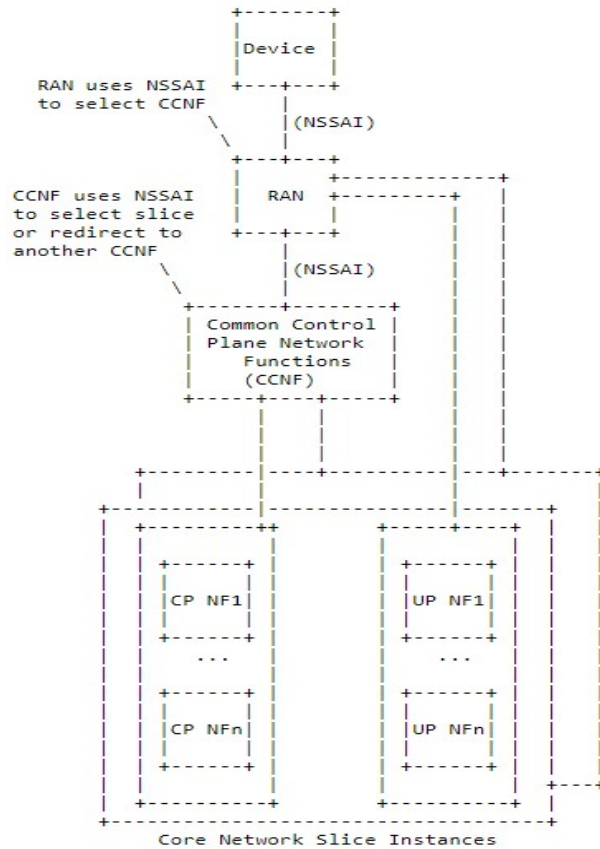 Device
RAN uses NSSAI
to select CCNF
(NSSAI)
RAN
CCNF uses NSSAI
to select slice
or redirect to
another CCNF
(NSSAI)
Common Control
Plane Network
Functions
(CCNF)
CP NF1
UP NF1
...
...
CP NFn
UP NFn
Core Network Slice Instances